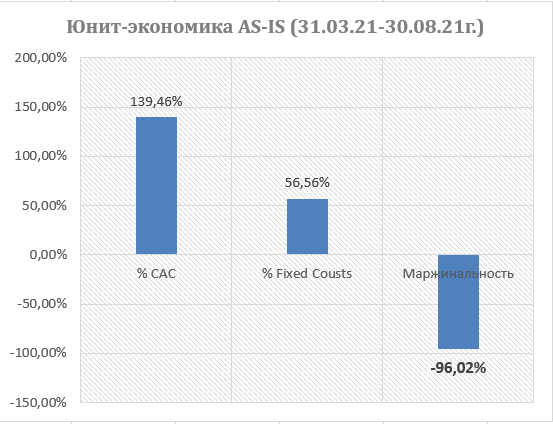 Юнит-экономика AS-IS (31.03.21-30.08.21г.)
200,00%
150,00%
100,00%
50,00%
0,00%
-50,00%
-100,00%
-150,00%
139,46%
56,56%
-96,02%
% CAC
% Fixed Cousts
Маржинальность